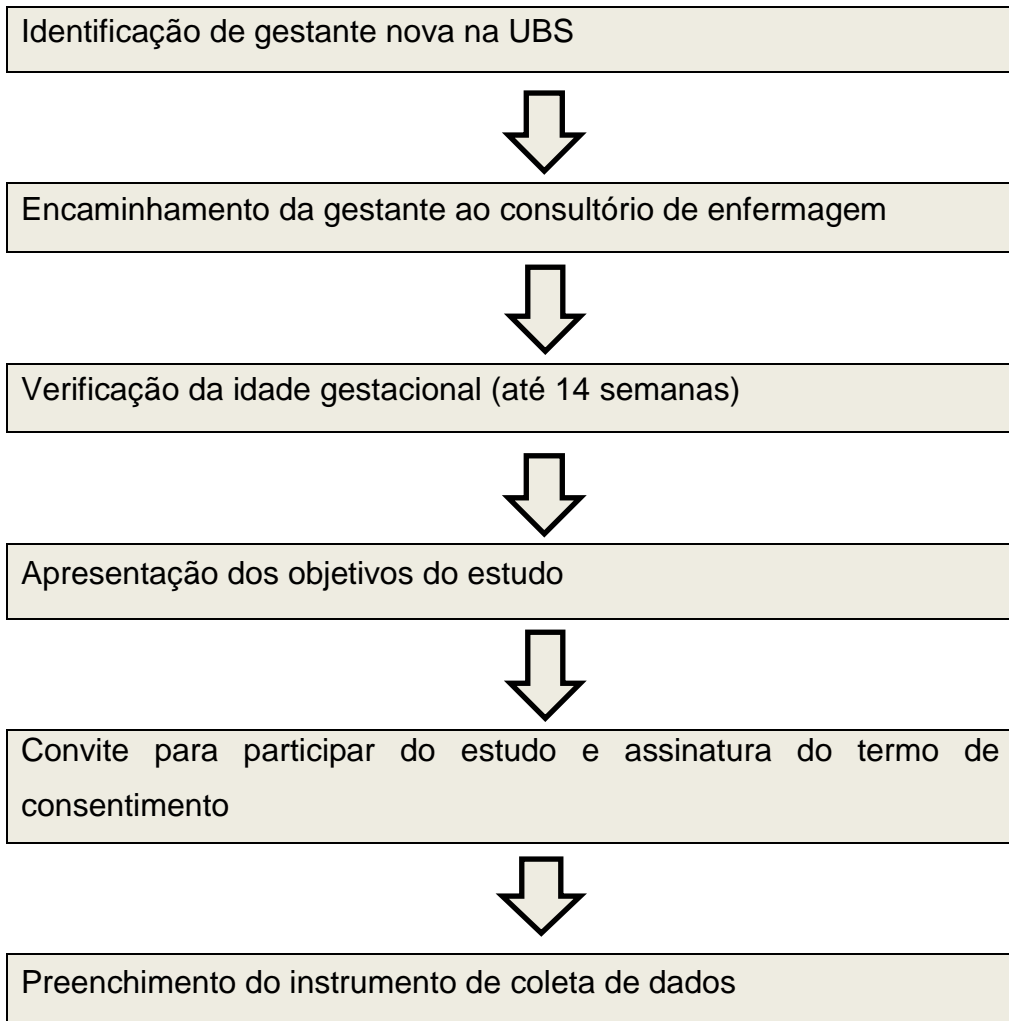 Identificação de gestante nova na UBS
Encaminhamento da gestante ao consultório de enfermagem
Verificação da idade gestacional (até 14 semanas)
Apresentação dos objetivos do estudo
Convite para participar do estudo e assinatura do termo de
consentimento
Preenchimento do instrumento de coleta de dados